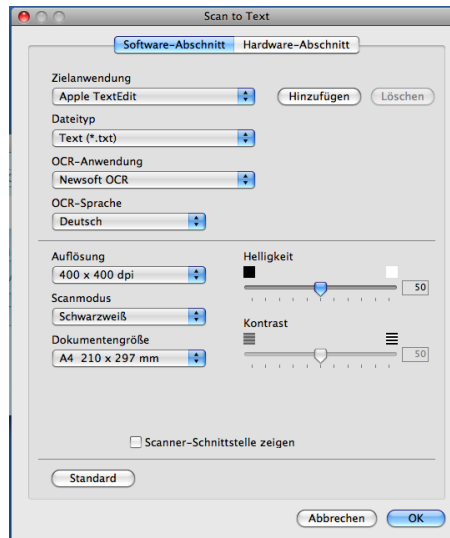 Scan to Text
Software-Abschnitt Hardware-Abschnitt
Zielanwendung
Apple TextEdit Hinzufügen Löschen
Dateityp
Text (*.txt)
OCR-Anwendung
Newsoft OCR
OCR-Sprache
Deutsch
Auflösung Helligkeit
400 x 400 dpi 50
Scanmodus
Schwarzweiß
Kontrast
Dokumentengröße
A4 210 x 297 mm 50
Scanner-Schnittstelle zeigen
Standard
Abbrechen OK